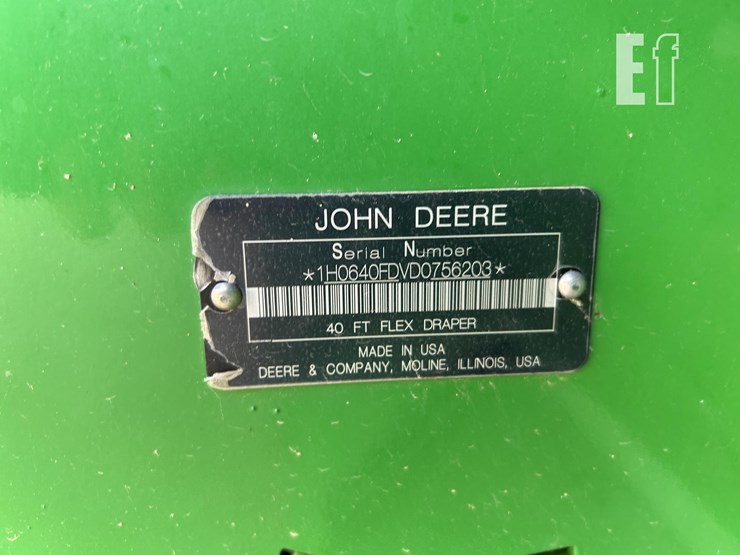 Ef
JOHN DEERE
Serial Number
*1H0640FDVD0756203*
40 FT FLEX DRAPER
MADE IN USA
DEERE & COMPANY, MOLINE, ILLINOIS, USA